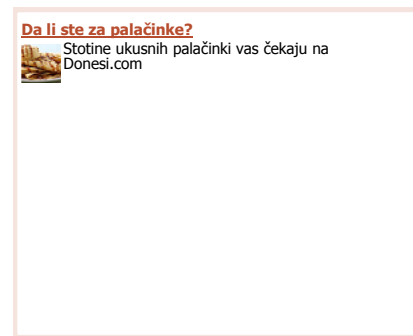 Da li ste za palačinke?
Stotine ukusnih palačinki vas čekaju na
Donesi.com